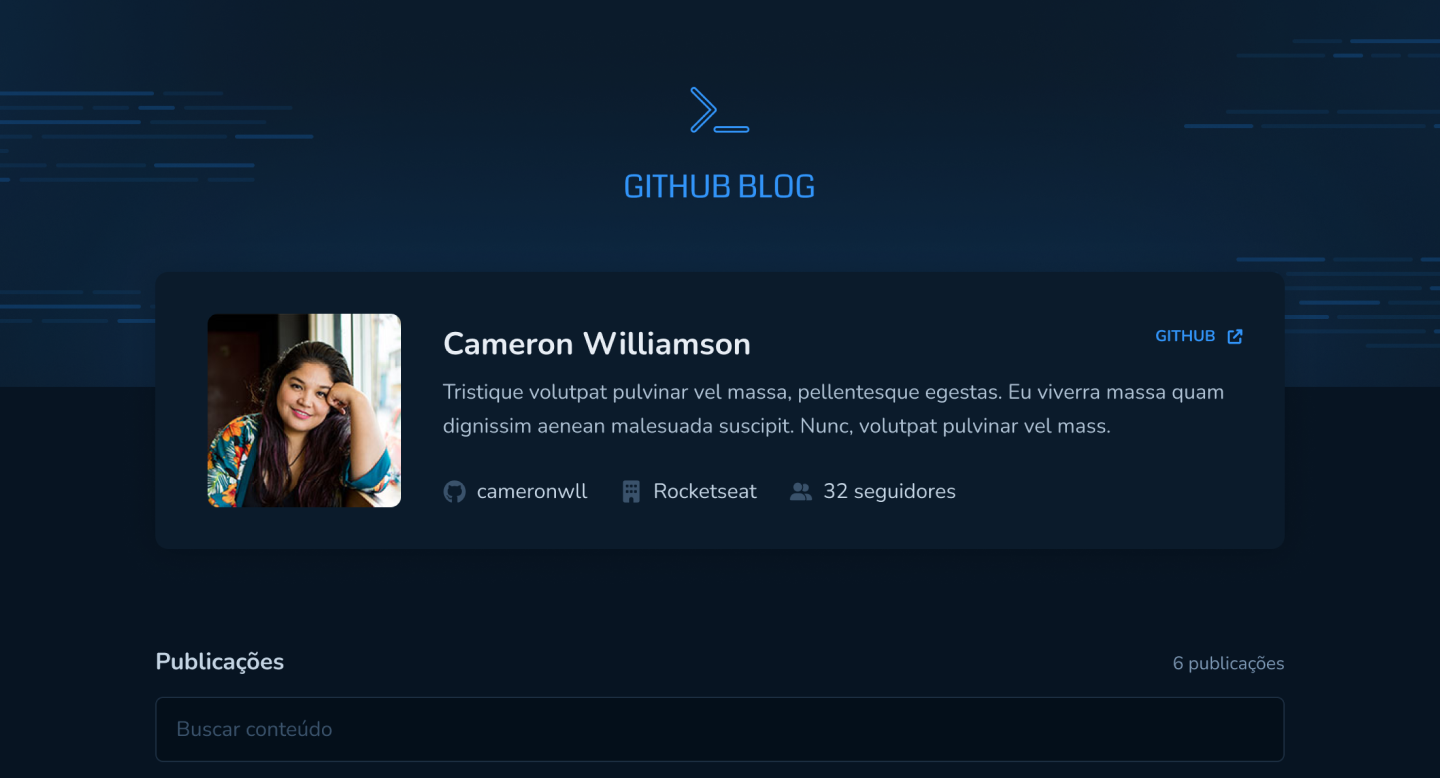 GITHUB BLOG
Cameron Williamson
GITHUB
Tristique volutpat pulvinar vel massa, pellentesque egestas. Eu viverra massa quam
dignissim aenean malesuada suscipit. Nunc, volutpat pulvinar vel mass.
cameronwll Rocketseat 32 seguidores
Publicações 6 publicações
Buscar conteúdo